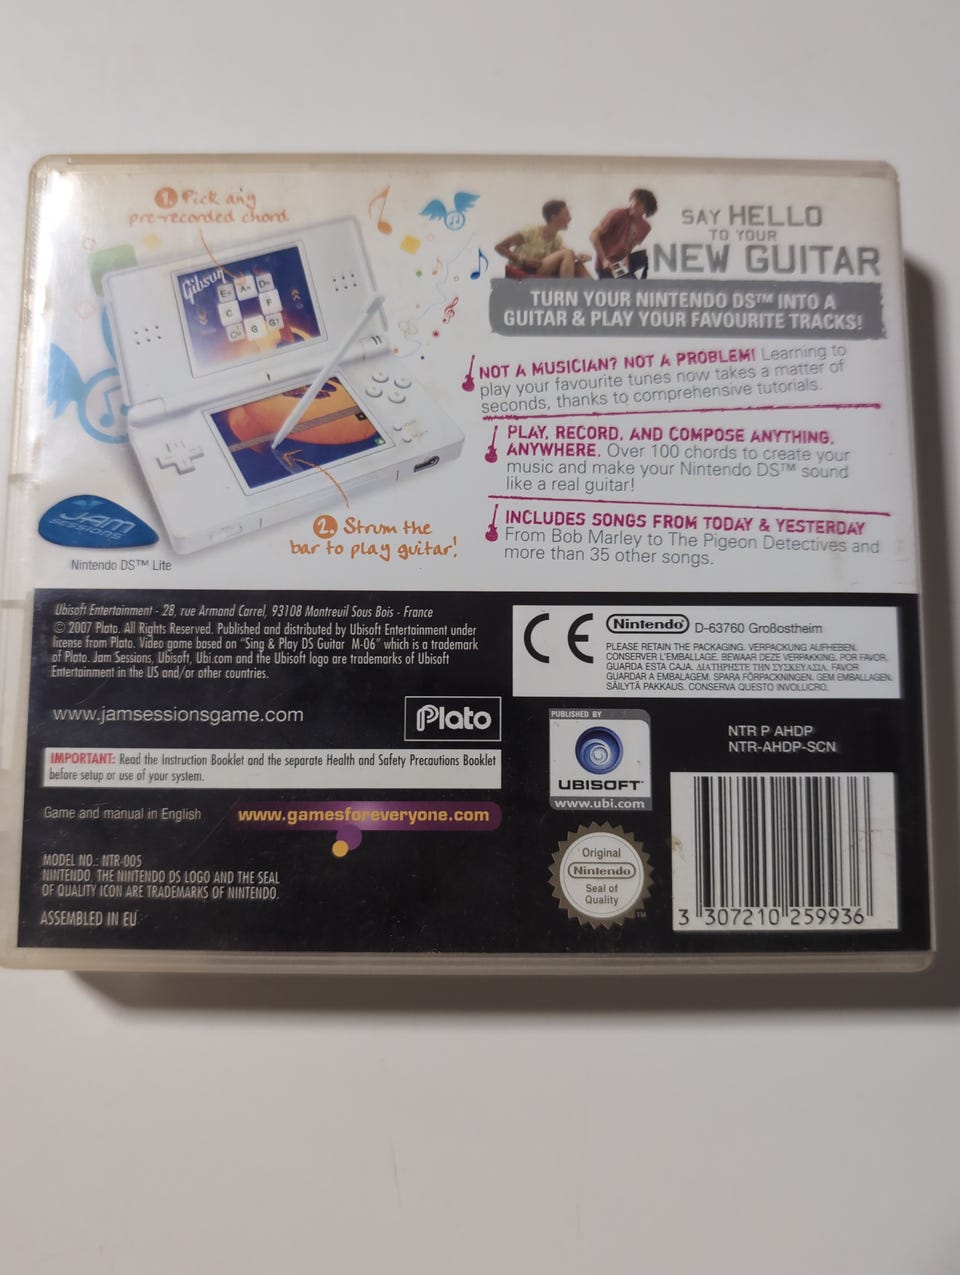 1. Pick any
pre-recorded chord
Gibson
E= A= D=
C F
G G7
SAY HELLO
TO YOUR
NEW GUITAR
TURN YOUR NINTENDO DS™ INTO A
GUITAR & PLAY YOUR FAVOURITE TRACKS!
NOT A MUSICIAN? NOT A PROBLEM! Learning to
play your favourite tunes now takes a matter of
seconds, thanks to comprehensive tutorials.
PLAY, RECORD, AND COMPOSE ANYTHING,
ANYWHERE. Over 100 chords to create your
music and make your Nintendo DS™ sound
like a real guitar!
INCLUDES SONGS FROM TODAY & YESTERDAY
From Bob Marley to The Pigeon Detectives and
more than 35 other songs.
2. Strum the
bar to play guitar!
JAM
SESSIONS
Nintendo DS™ Lite
Ubisoft Entertainment - 28, rue Armand Carrel, 93108 Montreuil Sous Bois - France
© 2007 Plato. All Rights Reserved. Published and distributed by Ubisoft Entertainment under
license from Plato. Video game based on "Sing & Play DS Guitar M-06" which is a trademark
of Plato. Jam Sessions, Ubisoft, Ubi.com and the Ubisoft logo are trademarks of Ubisoft
Entertainment in the US and/or other countries.
www.jamsessionsgame.com
Plato
IMPORTANT: Read the Instruction Booklet and the separate Health and Safety Precautions Booklet
before setup or use of your system.
Game and manual in English
www.gamesforeveryone.com
MODEL NO.: NTR-005
NINTENDO, THE NINTENDO DS LOGO AND THE SEAL
OF QUALITY ICON ARE TRADEMARKS OF NINTENDO.
ASSEMBLED IN EU
CE
Nintendo D-63760 Großostheim
PLEASE RETAIN THE PACKAGING. VERPACKUNG AUFHEBEN.
CONSERVER L'EMBALLAGE. BEWAAR DEZE VERPAKKING. POR FAVOR,
GUARDA ESTA CAJA. ΔΙΑΤΗΡΗΣΤΕ ΤΗΝ ΣΥΣΚΕΥΑΣΙΑ. FAVOR
GUARDAR A EMBALAGEM. SPARA FÖRPACKNINGEN. GEM EMBALLAGEN.
SÄILYTÄ PAKKAUS. CONSERVA QUESTO INVOLUCRO.
PUBLISHED BY
UBISOFT
www.ubi.com
NTR P AHDP
NTR-AHDP-SCN
Original
Nintendo
Seal of
Quality
TM
3 307210 259936